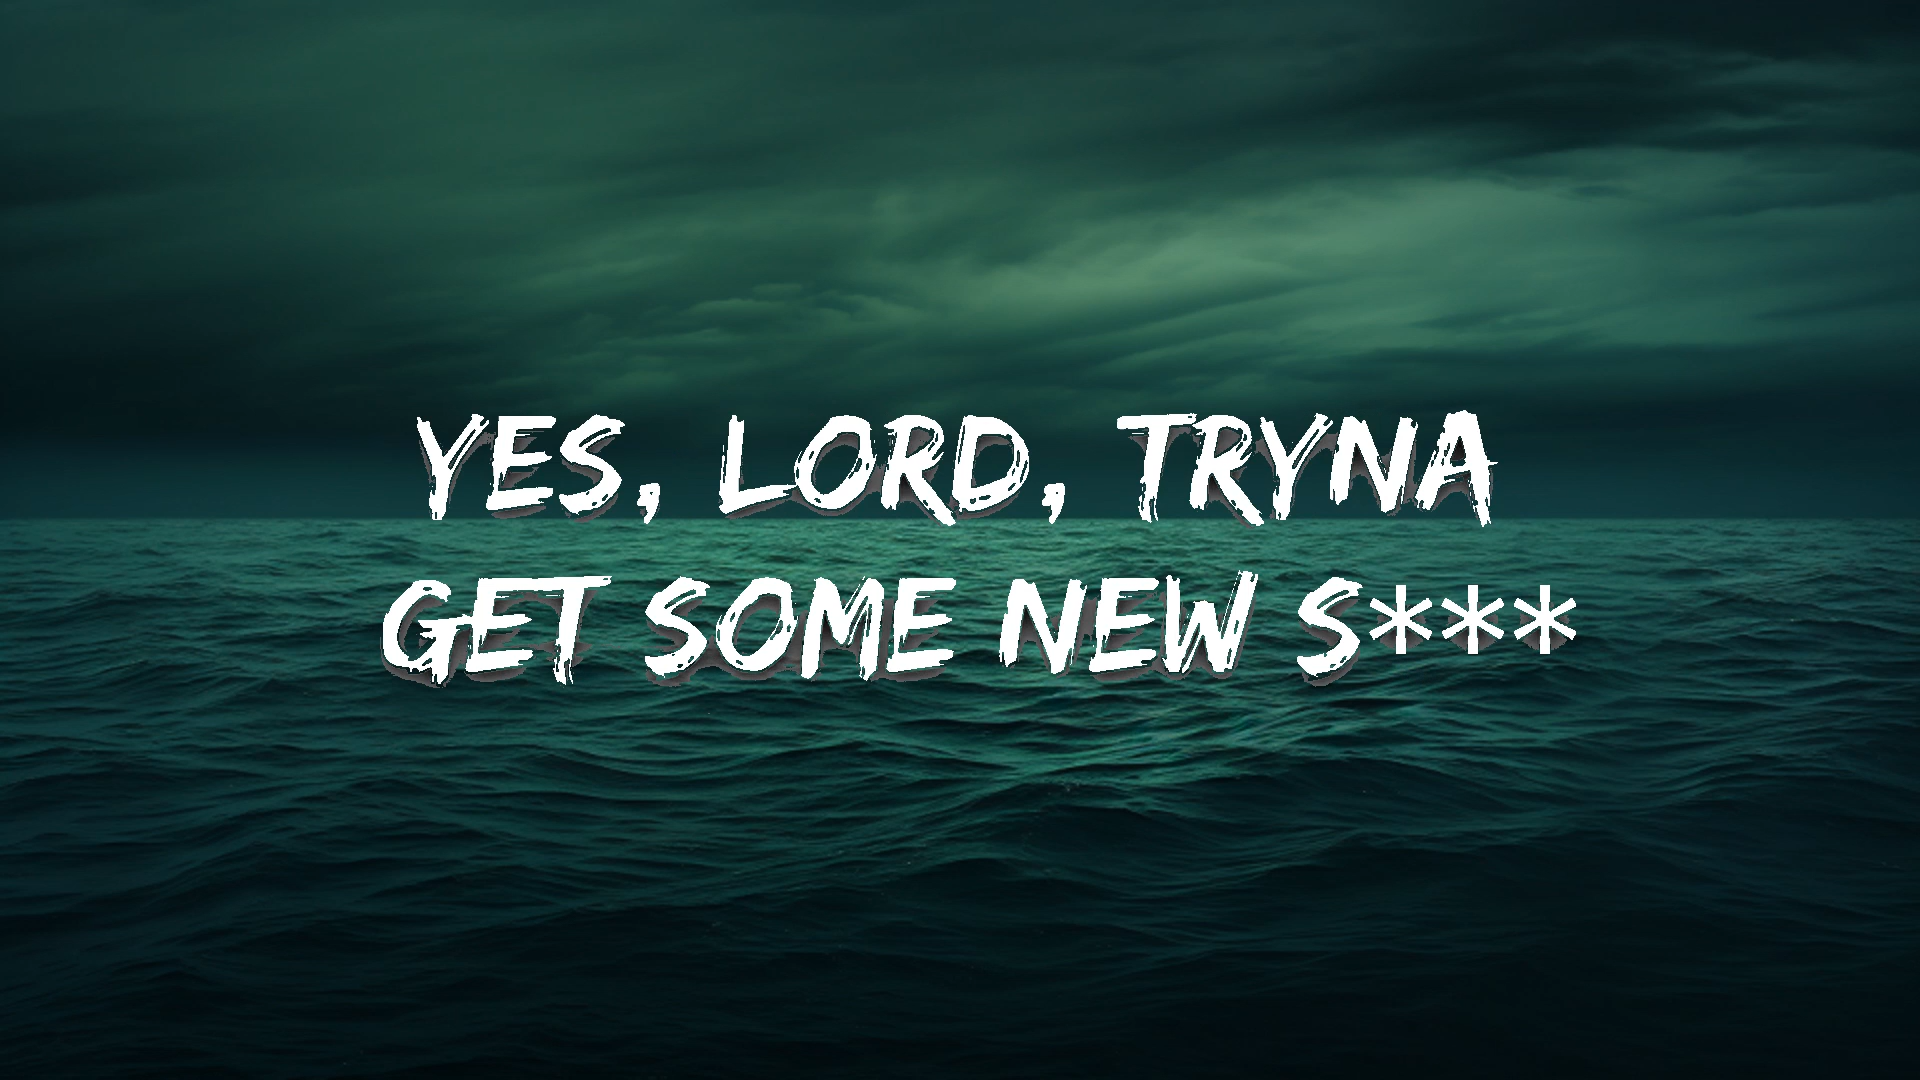 YES, LORD, TRYNA
GET SOME NEW S***